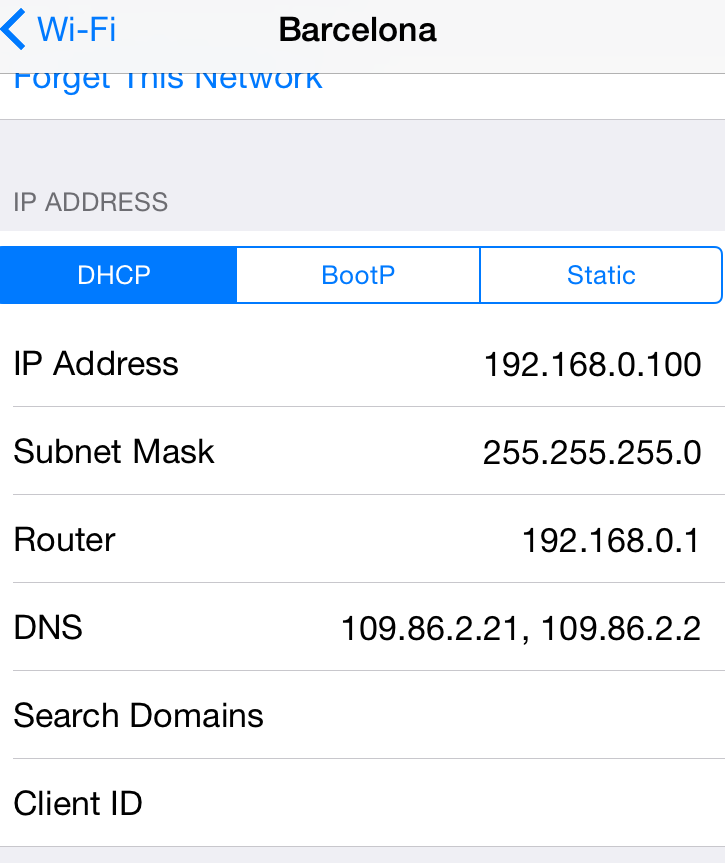 Wi-Fi Barcelona
Forget This Network
IP ADDRESS
DHCP BootP Static
IP Address 192.168.0.100
Subnet Mask 255.255.255.0
Router 192.168.0.1
DNS 109.86.2.21, 109.86.2.2
Search Domains
Client ID